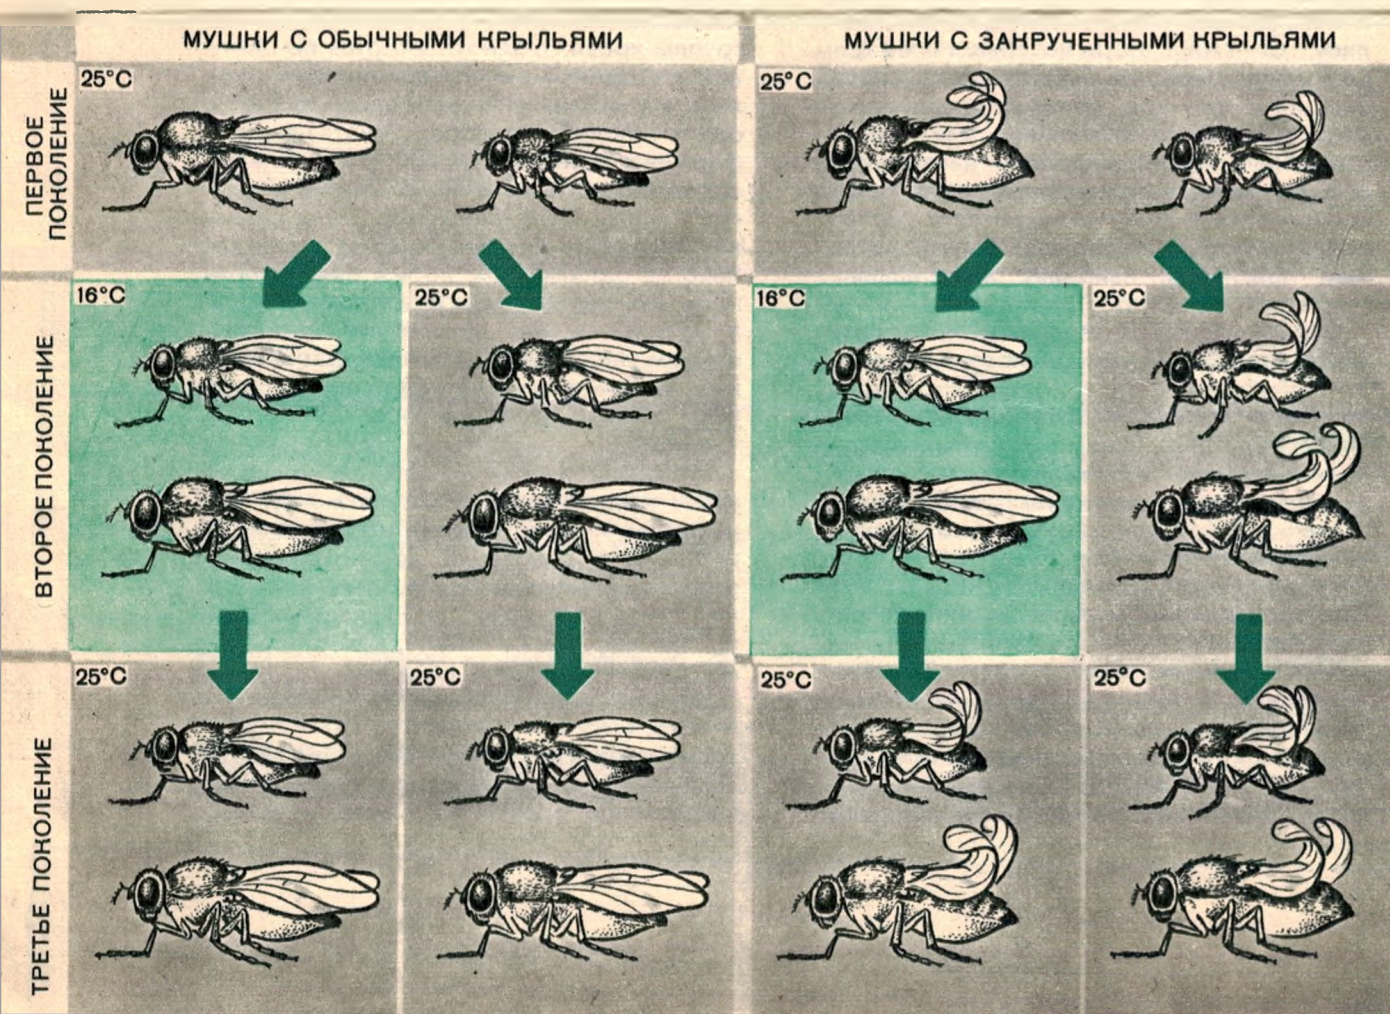 МУШКИ С ОБЫЧНЫМИ КРЫЛЬЯМИ
МУШКИ С ЗАКРУЧЕННЫМИ КРЫЛЬЯМИ
ПЕРВОЕ
ПОКОЛЕНИЕ
25°С
25°С
ВТОРОЕ ПОКОЛЕНИЕ
16°С
25°С
16°С
25°С
ТРЕТЬЕ ПОКОЛЕНИЕ
25°С
25°С
25°С
25°С